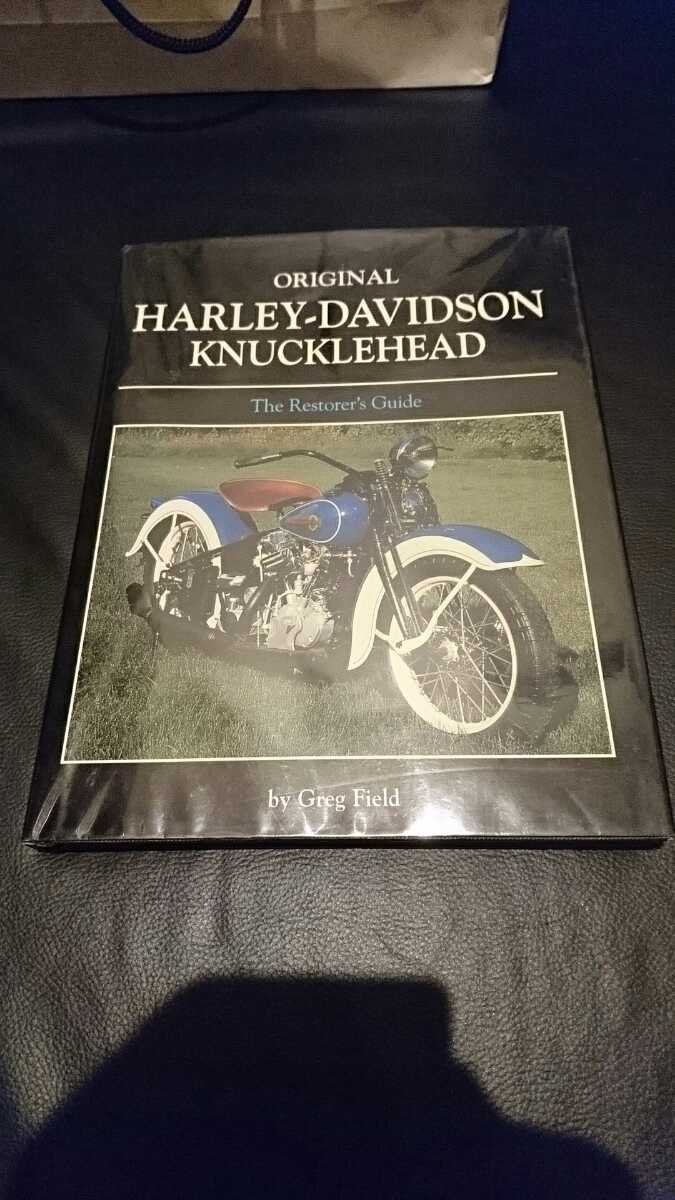 ORIGINAL
HARLEY-DAVIDSON
KNUCKLEHEAD
The Restorer's Guide
by Greg Field